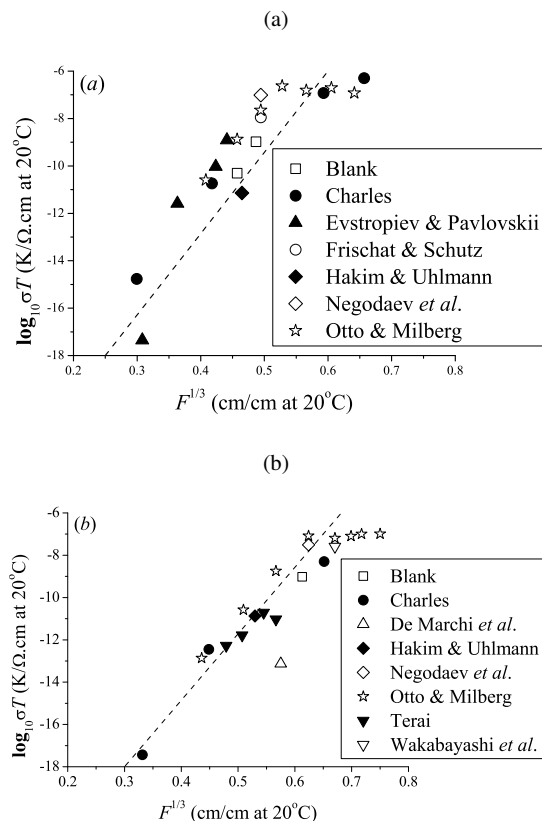 (a)
(a)
-6
-8
-10
-12
-14
-16
-18
log10σT (K/Ω.cm at 20°C)
Blank
Charles
Evstropiev & Pavlovskii
Frischat & Schutz
Hakim & Uhlmann
Negodaev et al.
Otto & Milberg
0.2 0.3 0.4 0.5 0.6 0.7 0.8
F^1/3 (cm/cm at 20°C)
(b)
(b)
-6
-8
-10
-12
-14
-16
-18
log10σT (K/Ω.cm at 20°C)
Blank
Charles
De Marchi et al.
Hakim & Uhlmann
Negodaev et al.
Otto & Milberg
Terai
Wakabayashi et al.
0.2 0.3 0.4 0.5 0.6 0.7 0.8
F^1/3 (cm/cm at 20°C)